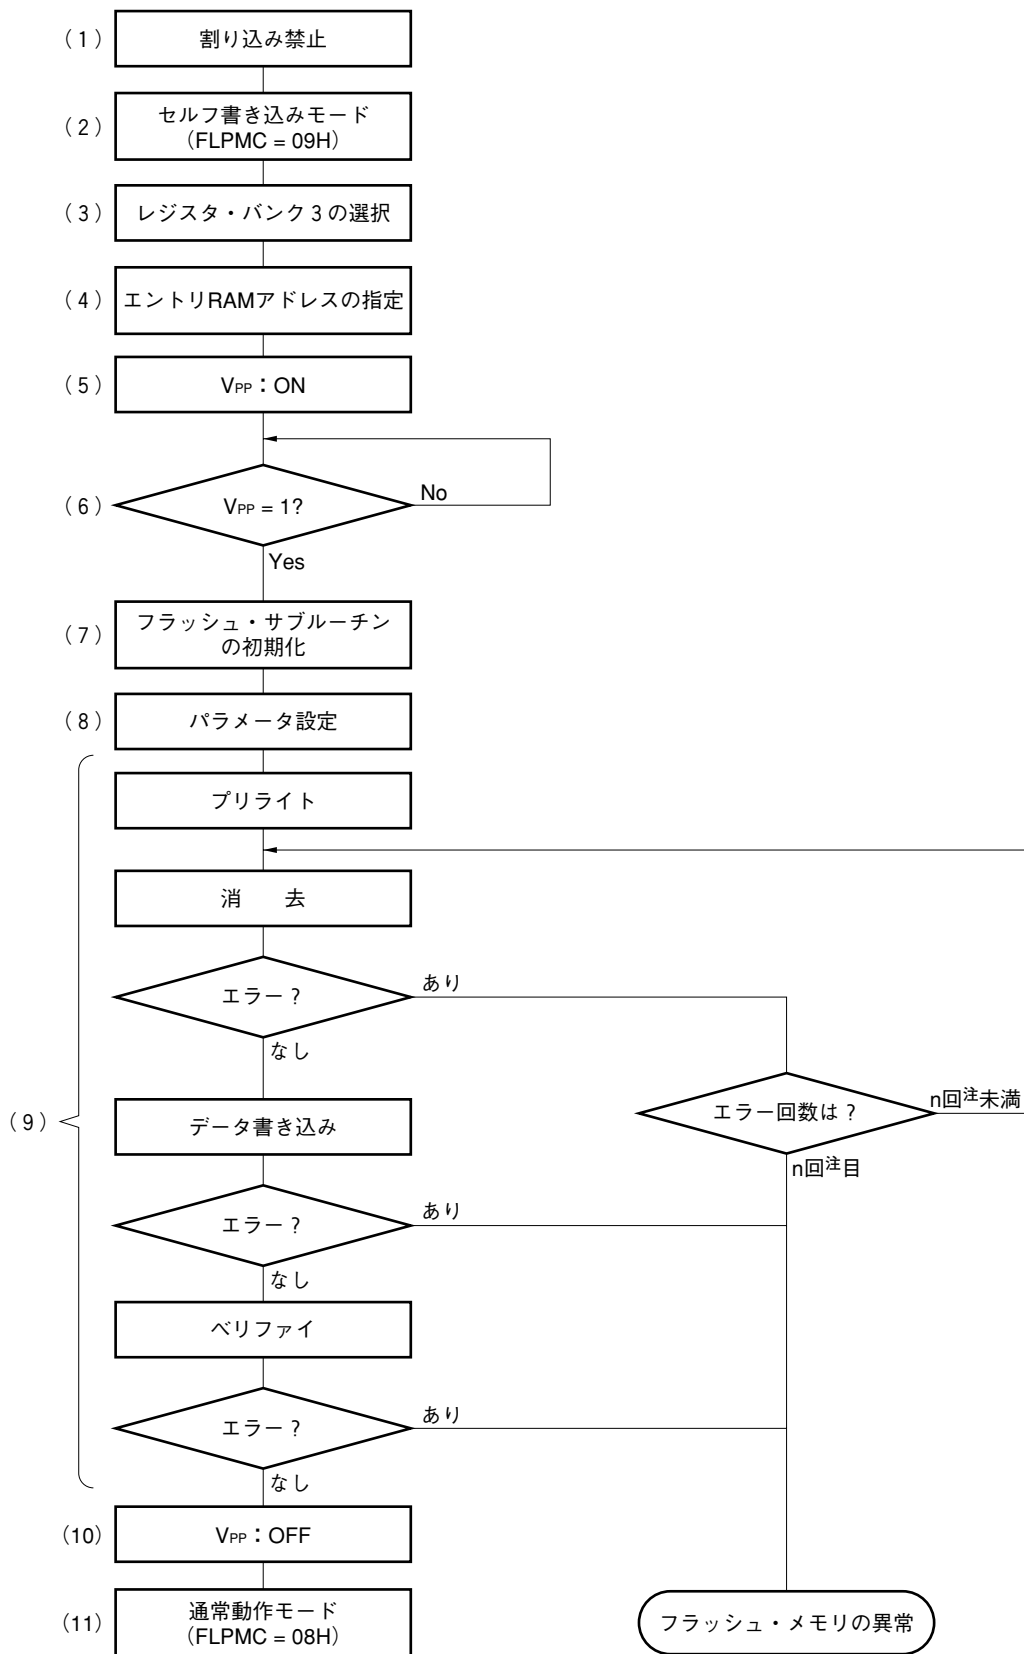 (1) 割り込み禁止
(2) セルフ書き込みモード
(FLPMC = 09H)
(3) レジスタ・バンク3の選択
(4) エントリRAMアドレスの指定
(5) VPP：ON
(6) VPP = 1?
No
Yes
(7) フラッシュ・サブルーチン
の初期化
(8) パラメータ設定
(9)
プリライト
消　去
エラー？
あり
なし
エラー回数は？
n回注未満
n回注目
データ書き込み
エラー？
あり
なし
ベリファイ
エラー？
あり
なし
(10) VPP：OFF
(11) 通常動作モード
(FLPMC = 08H)
フラッシュ・メモリの異常